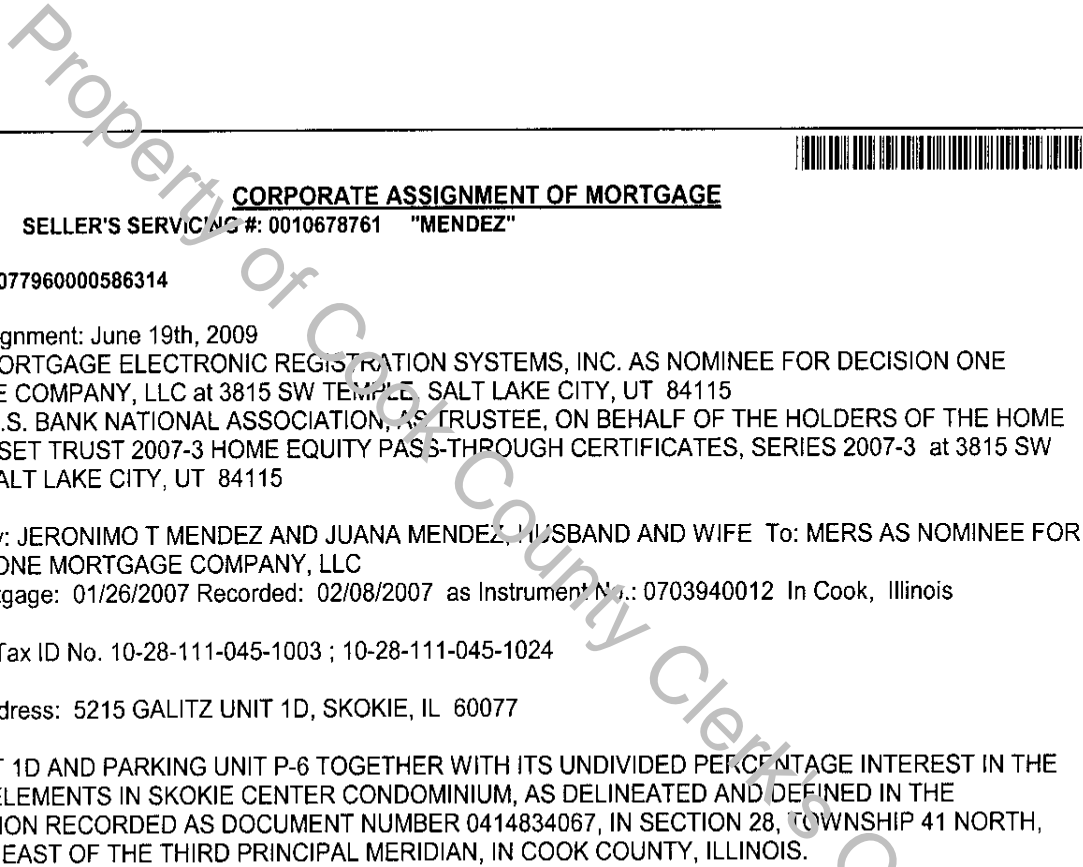 CORPORATE ASSIGNMENT OF MORTGAGE
SELLER'S SERVICING #: 0010678761 "MENDEZ"
077960000586314
gnment: June 19th, 2009
ORTGAGE ELECTRONIC REGISTRATION SYSTEMS, INC. AS NOMINEE FOR DECISION ONE
E COMPANY, LLC at 3815 SW TEMPLE, SALT LAKE CITY, UT 84115
.S. BANK NATIONAL ASSOCIATION, AS TRUSTEE, ON BEHALF OF THE HOLDERS OF THE HOME
SET TRUST 2007-3 HOME EQUITY PASS-THROUGH CERTIFICATES, SERIES 2007-3 at 3815 SW
ALT LAKE CITY, UT 84115
: JERONIMO T MENDEZ AND JUANA MENDEZ, HUSBAND AND WIFE To: MERS AS NOMINEE FOR
ONE MORTGAGE COMPANY, LLC
tgage: 01/26/2007 Recorded: 02/08/2007 as Instrument No.: 0703940012 In Cook, Illinois
Tax ID No. 10-28-111-045-1003 ; 10-28-111-045-1024
dress: 5215 GALITZ UNIT 1D, SKOKIE, IL 60077
T 1D AND PARKING UNIT P-6 TOGETHER WITH ITS UNDIVIDED PERCENTAGE INTEREST IN THE
ELEMENTS IN SKOKIE CENTER CONDOMINIUM, AS DELINEATED AND DEFINED IN THE
ION RECORDED AS DOCUMENT NUMBER 0414834067, IN SECTION 28, TOWNSHIP 41 NORTH,
EAST OF THE THIRD PRINCIPAL MERIDIAN, IN COOK COUNTY, ILLINOIS.
Property of Cook County Clerk's O